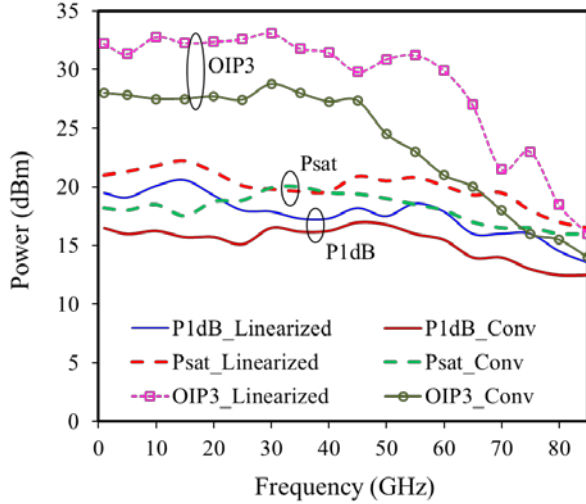 35
30
25
20
15
10
5
0
Power (dBm)
OIP3
Psat
P1dB
P1dB_Linearized
P1dB_Conv
Psat_Linearized
Psat_Conv
OIP3_Linearized
OIP3_Conv
0 10 20 30 40 50 60 70 80
Frequency (GHz)